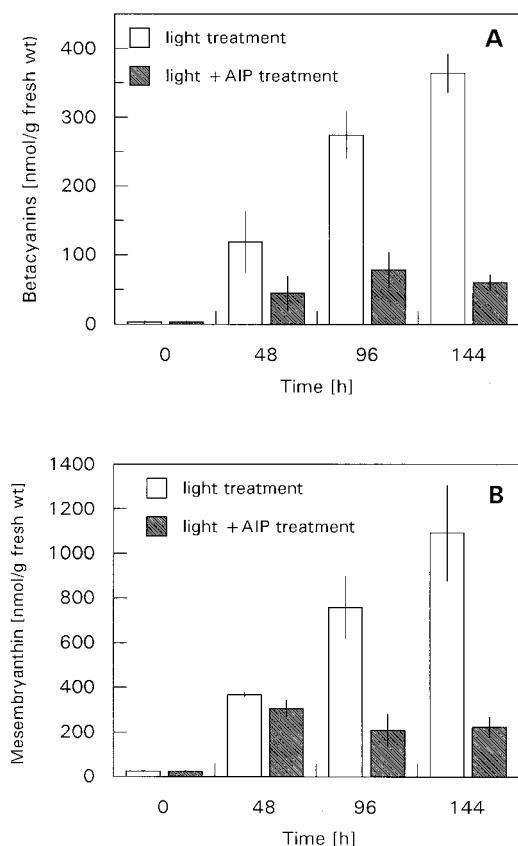 A
light treatment
light + AIP treatment
Betacyanins [nmol/g fresh wt]
400
300
200
100
0
0 48 96 144
Time [h]
B
light treatment
light + AIP treatment
Mesembryanthin [nmol/g fresh wt]
1400
1200
1000
800
600
400
200
0
0 48 96 144
Time [h]